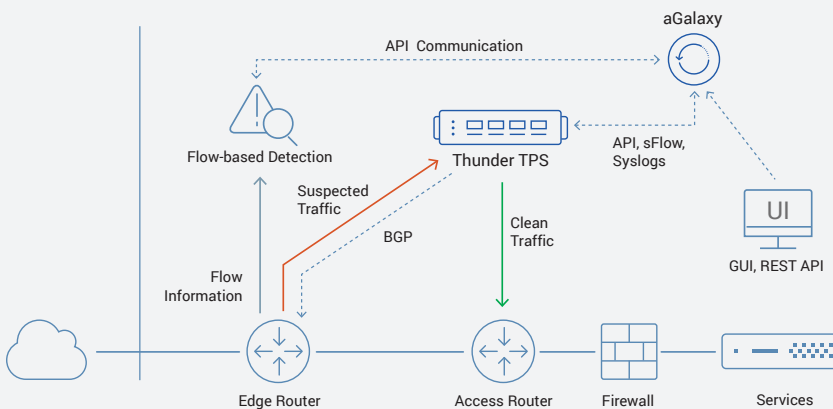 aGalaxy
API Communication
Flow-based Detection
Thunder TPS
API, sFlow,
Syslogs
Suspected
Traffic
BGP
Clean
Traffic
UI
GUI, REST API
Flow
Information
Edge Router
Access Router
Firewall
Services